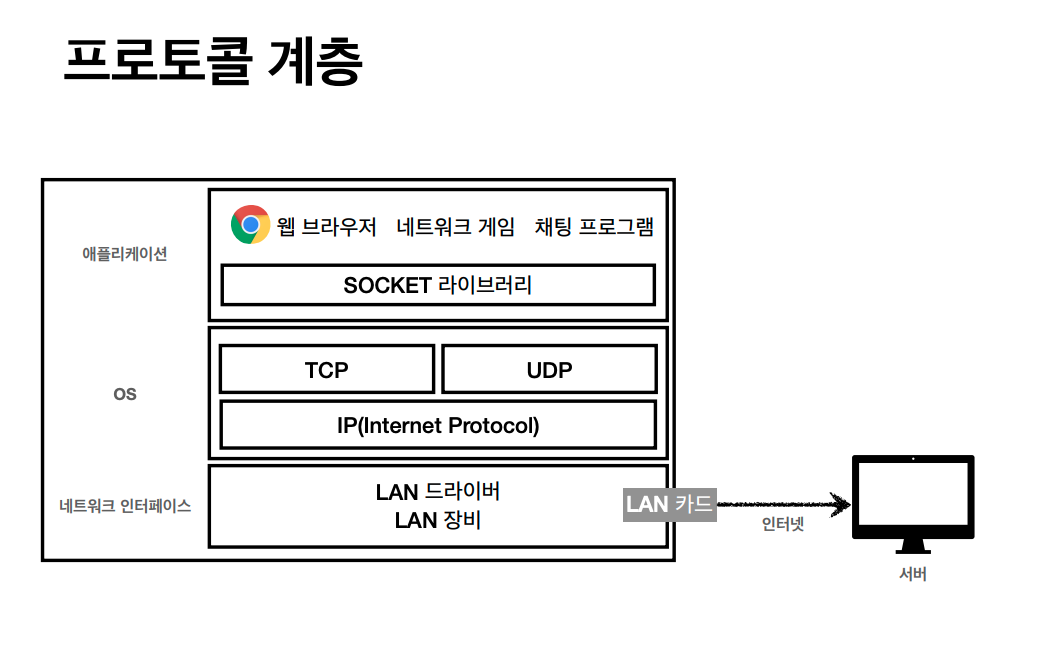 프로토콜 계층
애플리케이션
웹 브라우저 네트워크 게임 채팅 프로그램
SOCKET 라이브러리
OS
TCP UDP
IP(Internet Protocol)
네트워크 인터페이스
LAN 드라이버
LAN 장비
LAN 카드
인터넷
서버